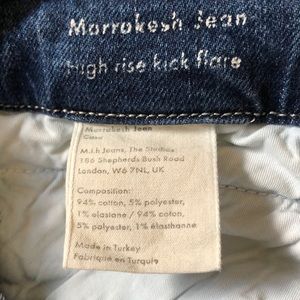 Marrakesh Jean
high rise kick flare
Marrakesh Jean
M.i.h Jeans, The Studios
186 Shepherds Bush Road
London, W6 7NL, UK
Composition:
94% cotton, 5% polyester,
1% elastane / 94% cotton,
5% polyester, 1% élasthanne
Made in Turkey
Fabriqué en Turquie